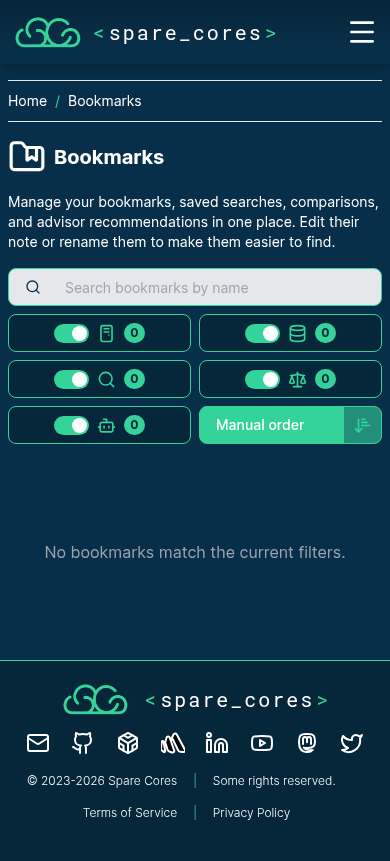 <spare_cores>
Home / Bookmarks
Bookmarks
Manage your bookmarks, saved searches, comparisons,
and advisor recommendations in one place. Edit their
note or rename them to make them easier to find.
Search bookmarks by name
0 0
0 0
0 Manual order
No bookmarks match the current filters.
<spare_cores>
© 2023-2026 Spare Cores | Some rights reserved.
Terms of Service | Privacy Policy